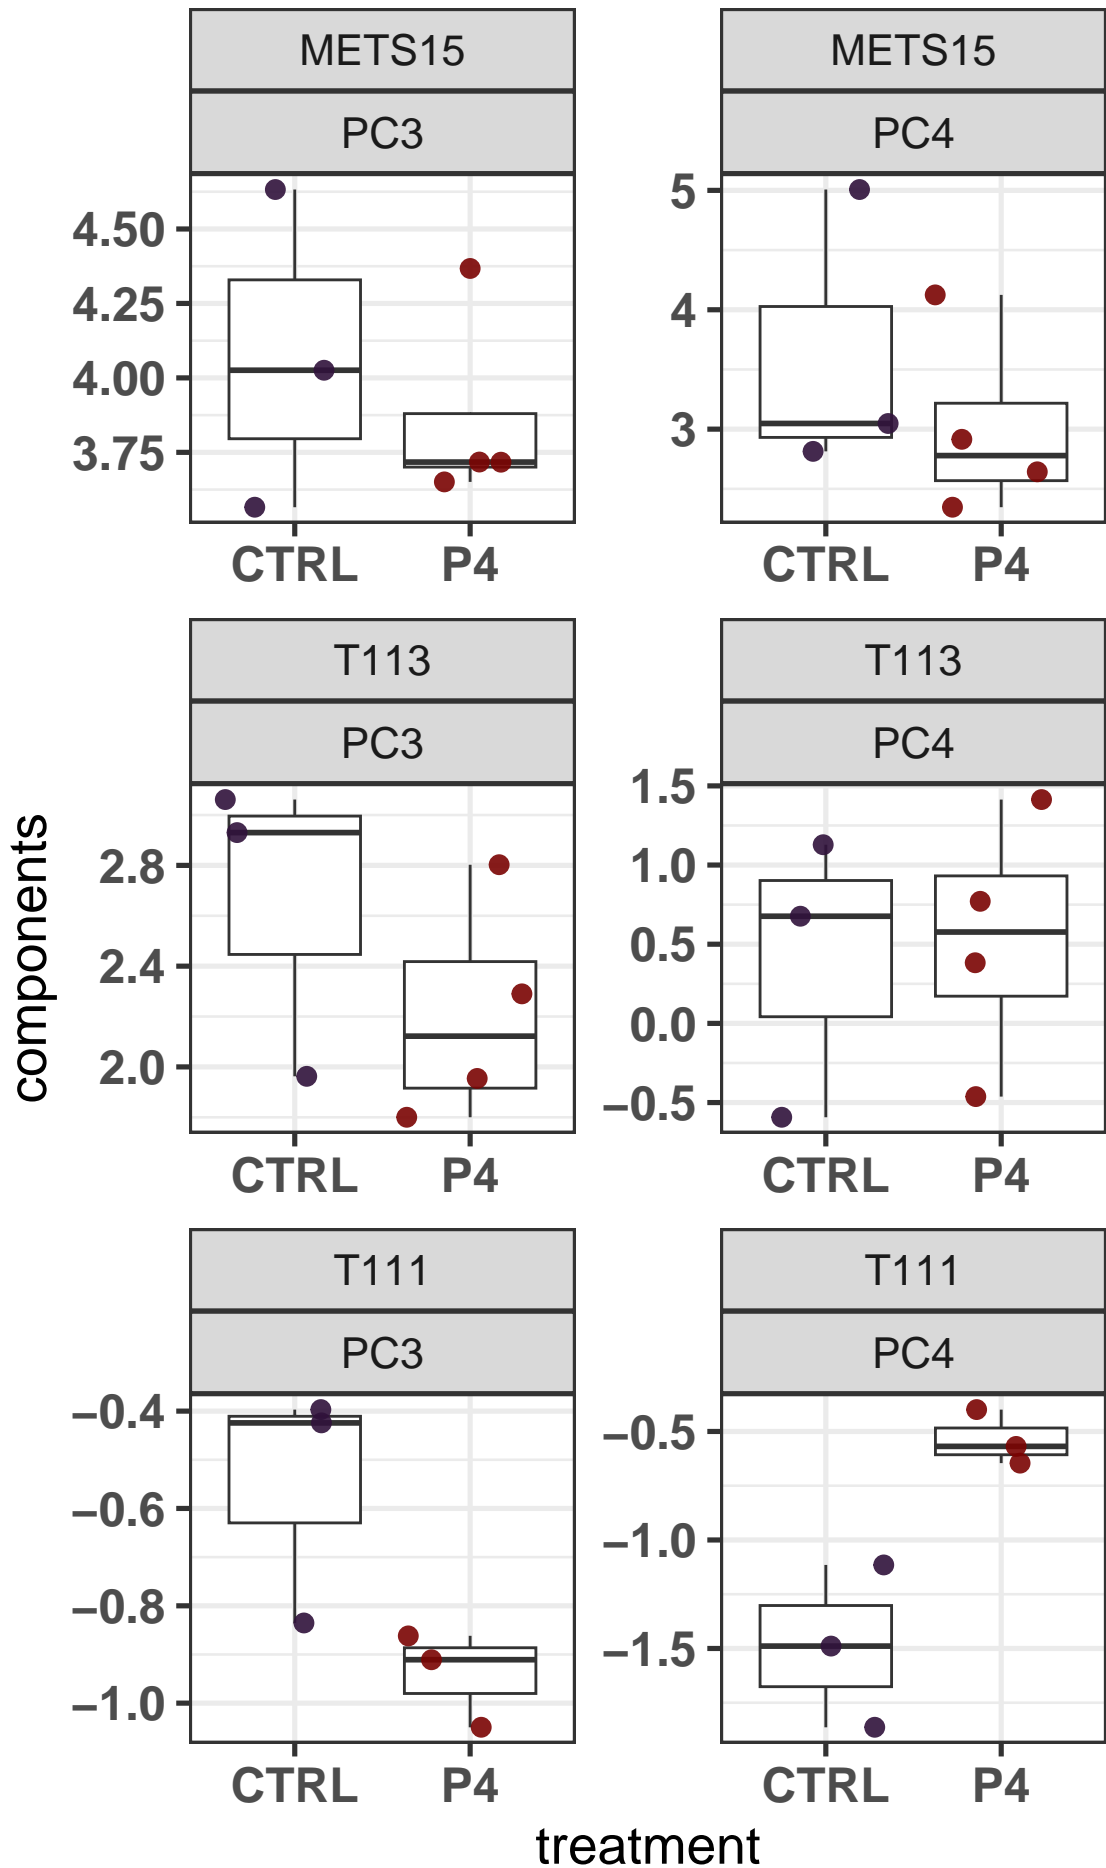 METS15
METS15
PC3
PC4
4.50
4.25
4.00
3.75
5
4
3
CTRL
P4
CTRL
P4
T113
T113
PC3
PC4
2.8
2.4
2.0
1.5
1.0
0.5
0.0
−0.5
CTRL
P4
CTRL
P4
components
T111
T111
PC3
PC4
−0.4
−0.6
−0.8
−1.0
−0.5
−1.0
−1.5
CTRL
P4
CTRL
P4
treatment